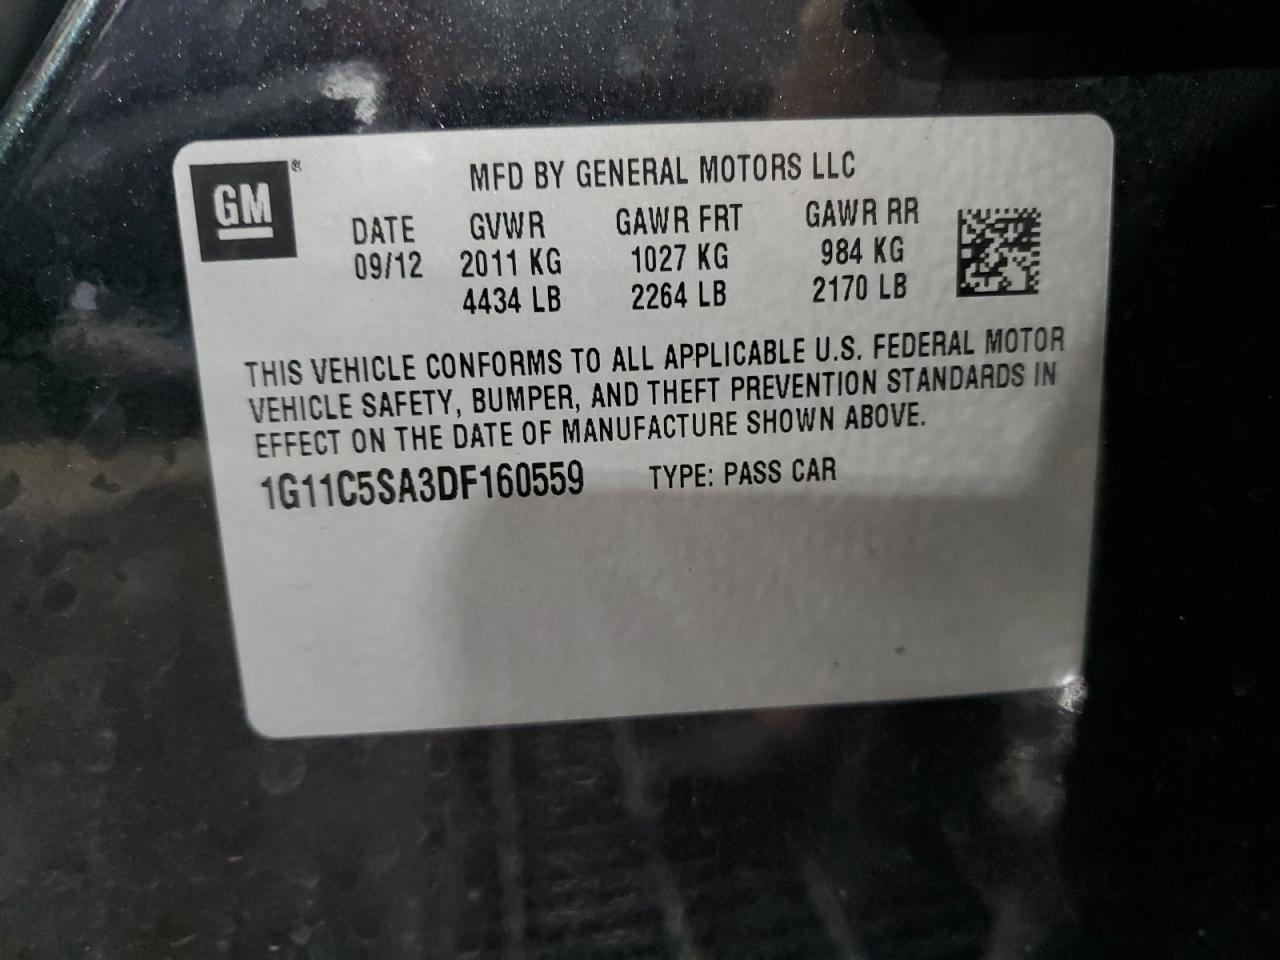 GM®
MFD BY GENERAL MOTORS LLC
DATE GVWR GAWR FRT GAWR RR
09/12 2011 KG 1027 KG 984 KG
4434 LB 2264 LB 2170 LB
THIS VEHICLE CONFORMS TO ALL APPLICABLE U.S. FEDERAL MOTOR
VEHICLE SAFETY, BUMPER, AND THEFT PREVENTION STANDARDS IN
EFFECT ON THE DATE OF MANUFACTURE SHOWN ABOVE.
1G11C5SA3DF160559 TYPE: PASS CAR